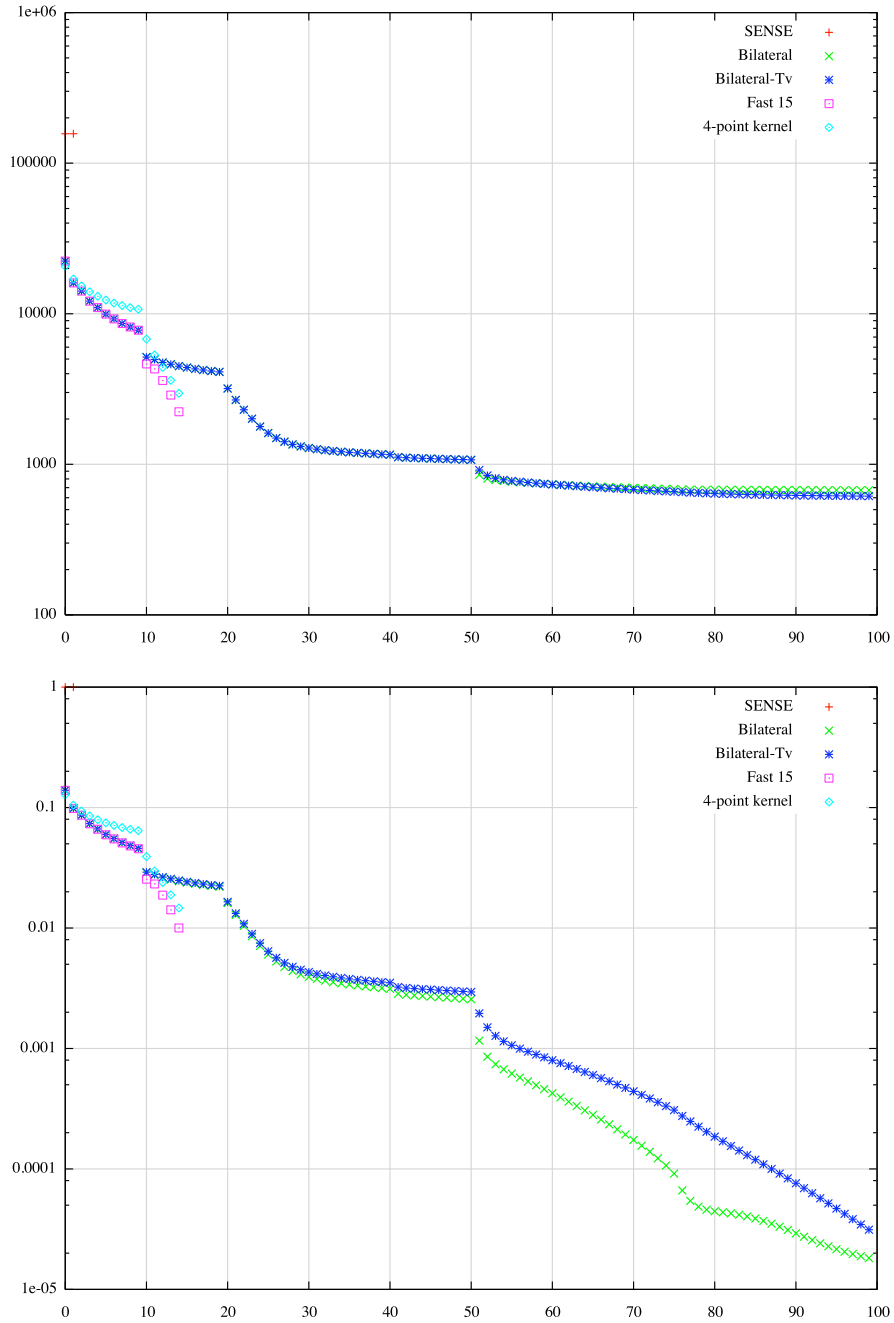 1e+06
100000
10000
1000
100
SENSE
Bilateral
Bilateral-Tv
Fast 15
4-point kernel
0 10 20 30 40 50 60 70 80 90 100
1
0.1
0.01
0.001
0.0001
1e-05
SENSE
Bilateral
Bilateral-Tv
Fast 15
4-point kernel
0 10 20 30 40 50 60 70 80 90 100